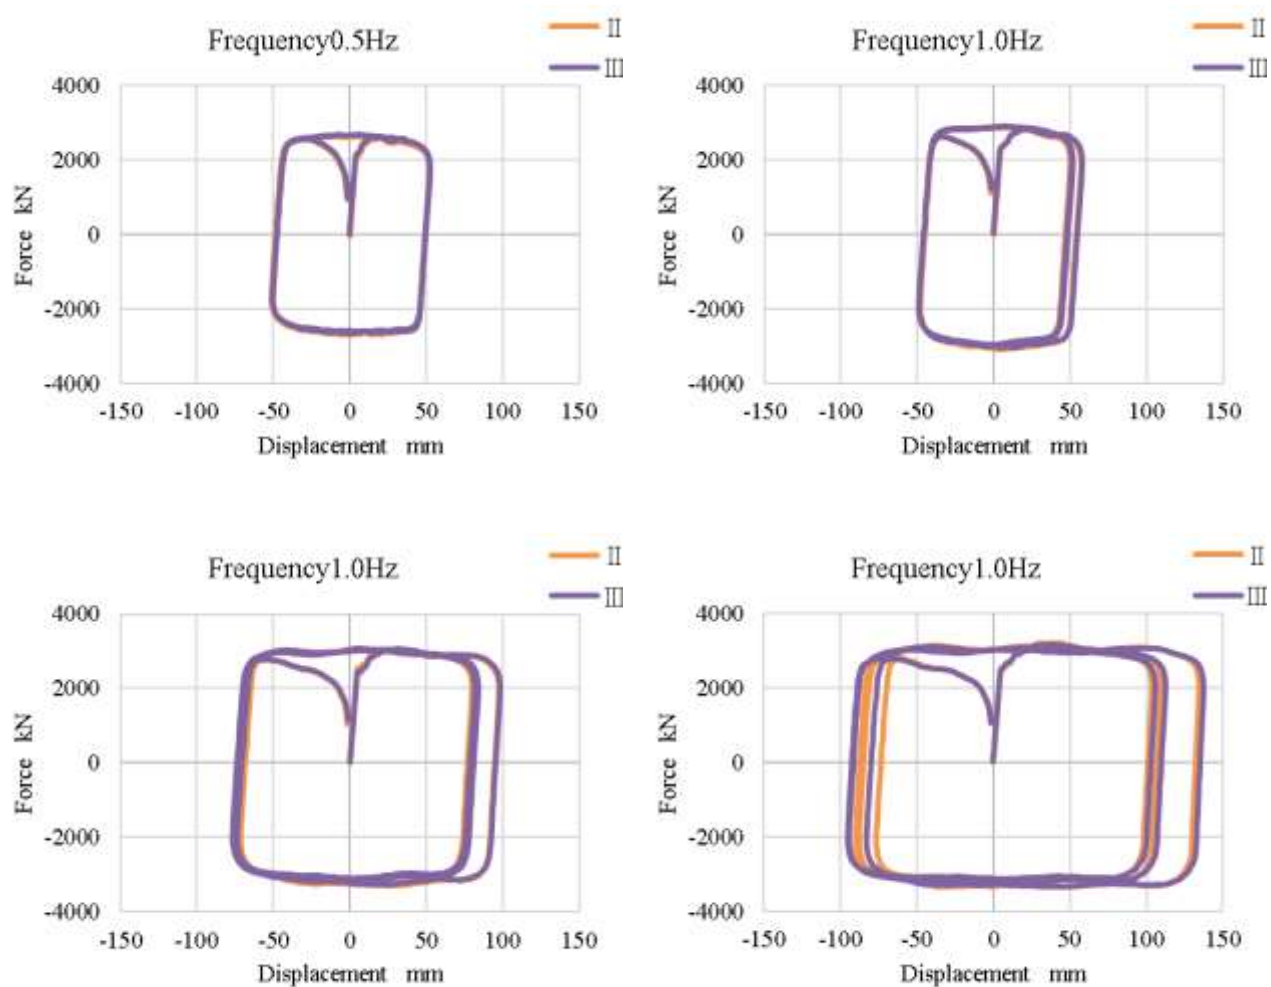 Frequency0.5Hz
II
III
4000
2000
0
-2000
-4000
-150 -100 -50 0 50 100 150
Force kN
Displacement mm
Frequency1.0Hz
II
III
4000
2000
0
-2000
-4000
-150 -100 -50 0 50 100 150
Force kN
Displacement mm
Frequency1.0Hz
II
III
4000
2000
0
-2000
-4000
-150 -100 -50 0 50 100 150
Force kN
Displacement mm
Frequency1.0Hz
II
III
4000
2000
0
-2000
-4000
-150 -100 -50 0 50 100 150
Force kN
Displacement mm